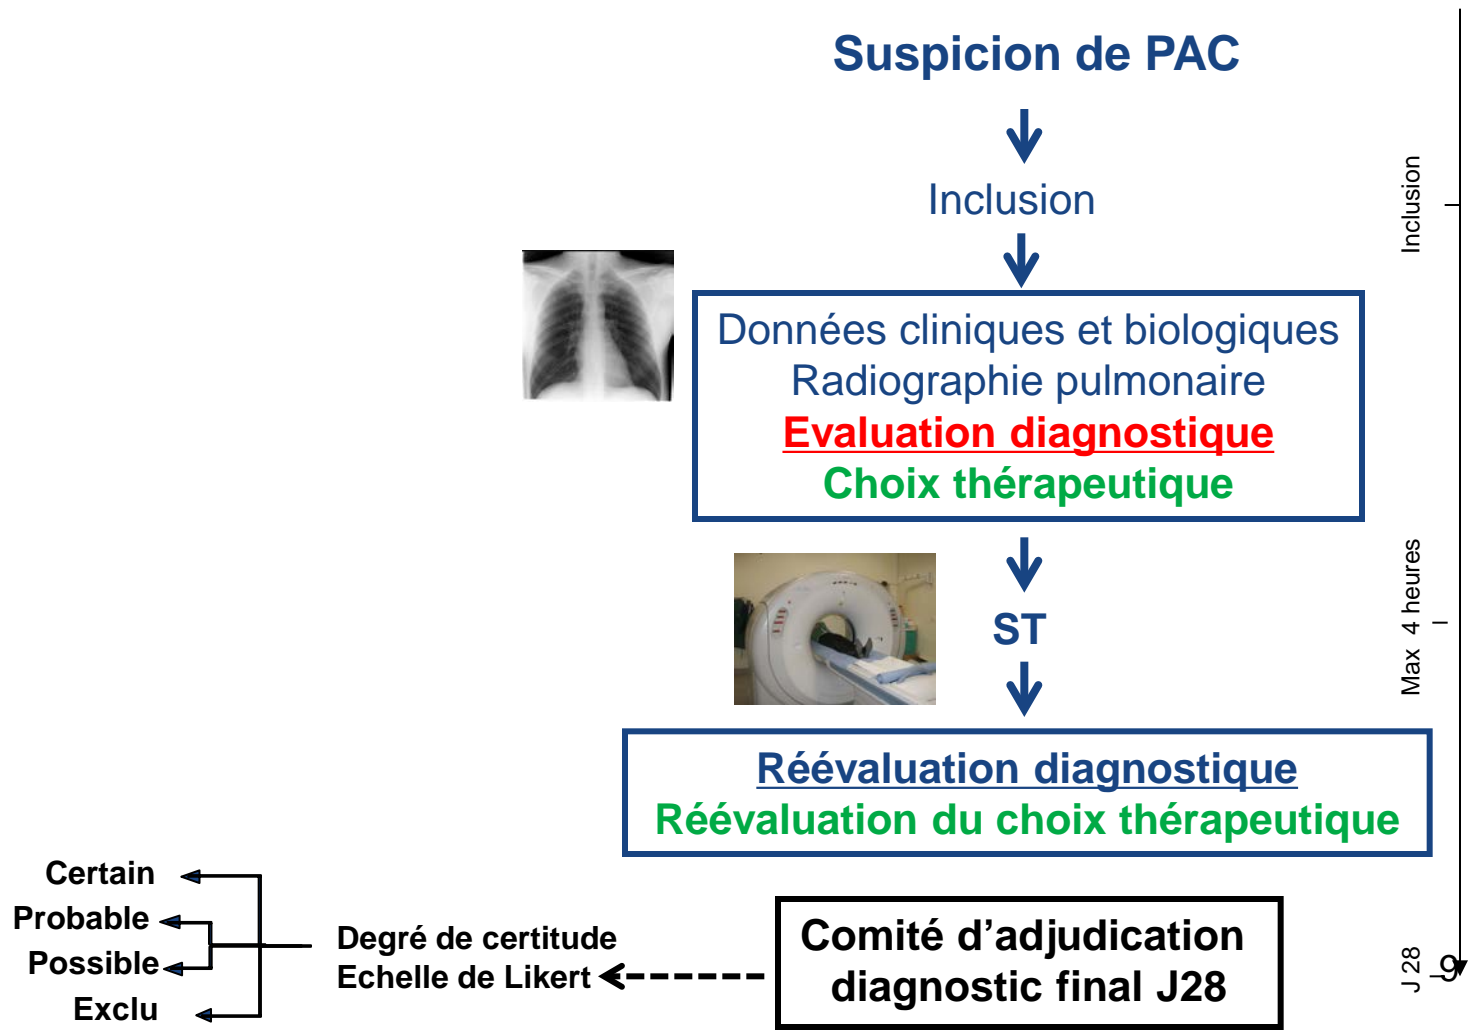 Suspicion de PAC
Inclusion
Données cliniques et biologiques
Radiographie pulmonaire
Evaluation diagnostique
Choix thérapeutique
ST
Réévaluation diagnostique
Réévaluation du choix thérapeutique
Comité d'adjudication
diagnostic final J28
Degré de certitude
Echelle de Likert
Certain
Probable
Possible
Exclu
Inclusion
Max 4 heures
J 28
9